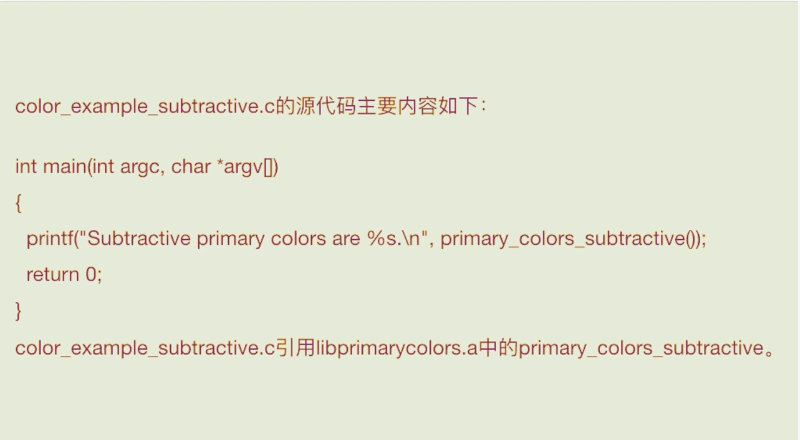 color_example_subtractive.c的源代码主要内容如下：
int main(int argc, char *argv[])
{
printf("Subtractive primary colors are %s.\n", primary_colors_subtractive());
return 0;
}
color_example_subtractive.c引用libprimarycolors.a中的primary_colors_subtractive。